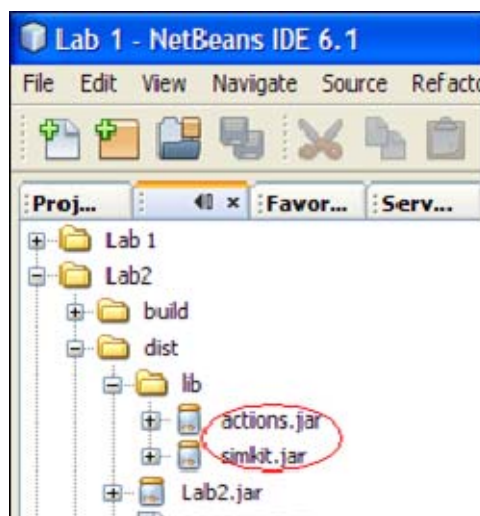 Lab 1 - NetBeans IDE 6.1
File Edit View Navigate Source Refacto
Proj... Favor... Serv...
Lab 1
Lab2
build
dist
lib
actions.jar
simkit.jar
Lab2.jar